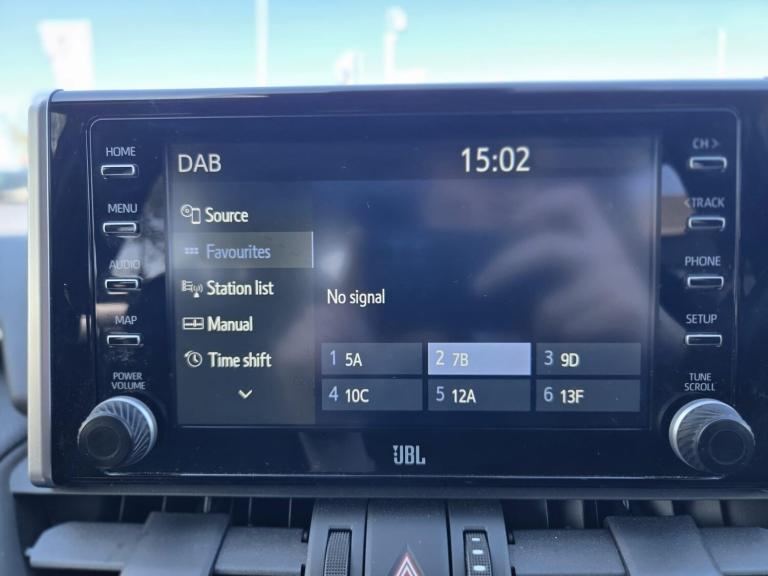 HOME
MENU
AUDIO
MAP
POWER
VOLUME
DAB
15:02
Source
Favourites
Station list
Manual
Time shift
No signal
1 5A
2 7B
3 9D
4 10C
5 12A
6 13F
CH >
< TRACK
PHONE
SETUP
TUNE
SCROLL
JBL